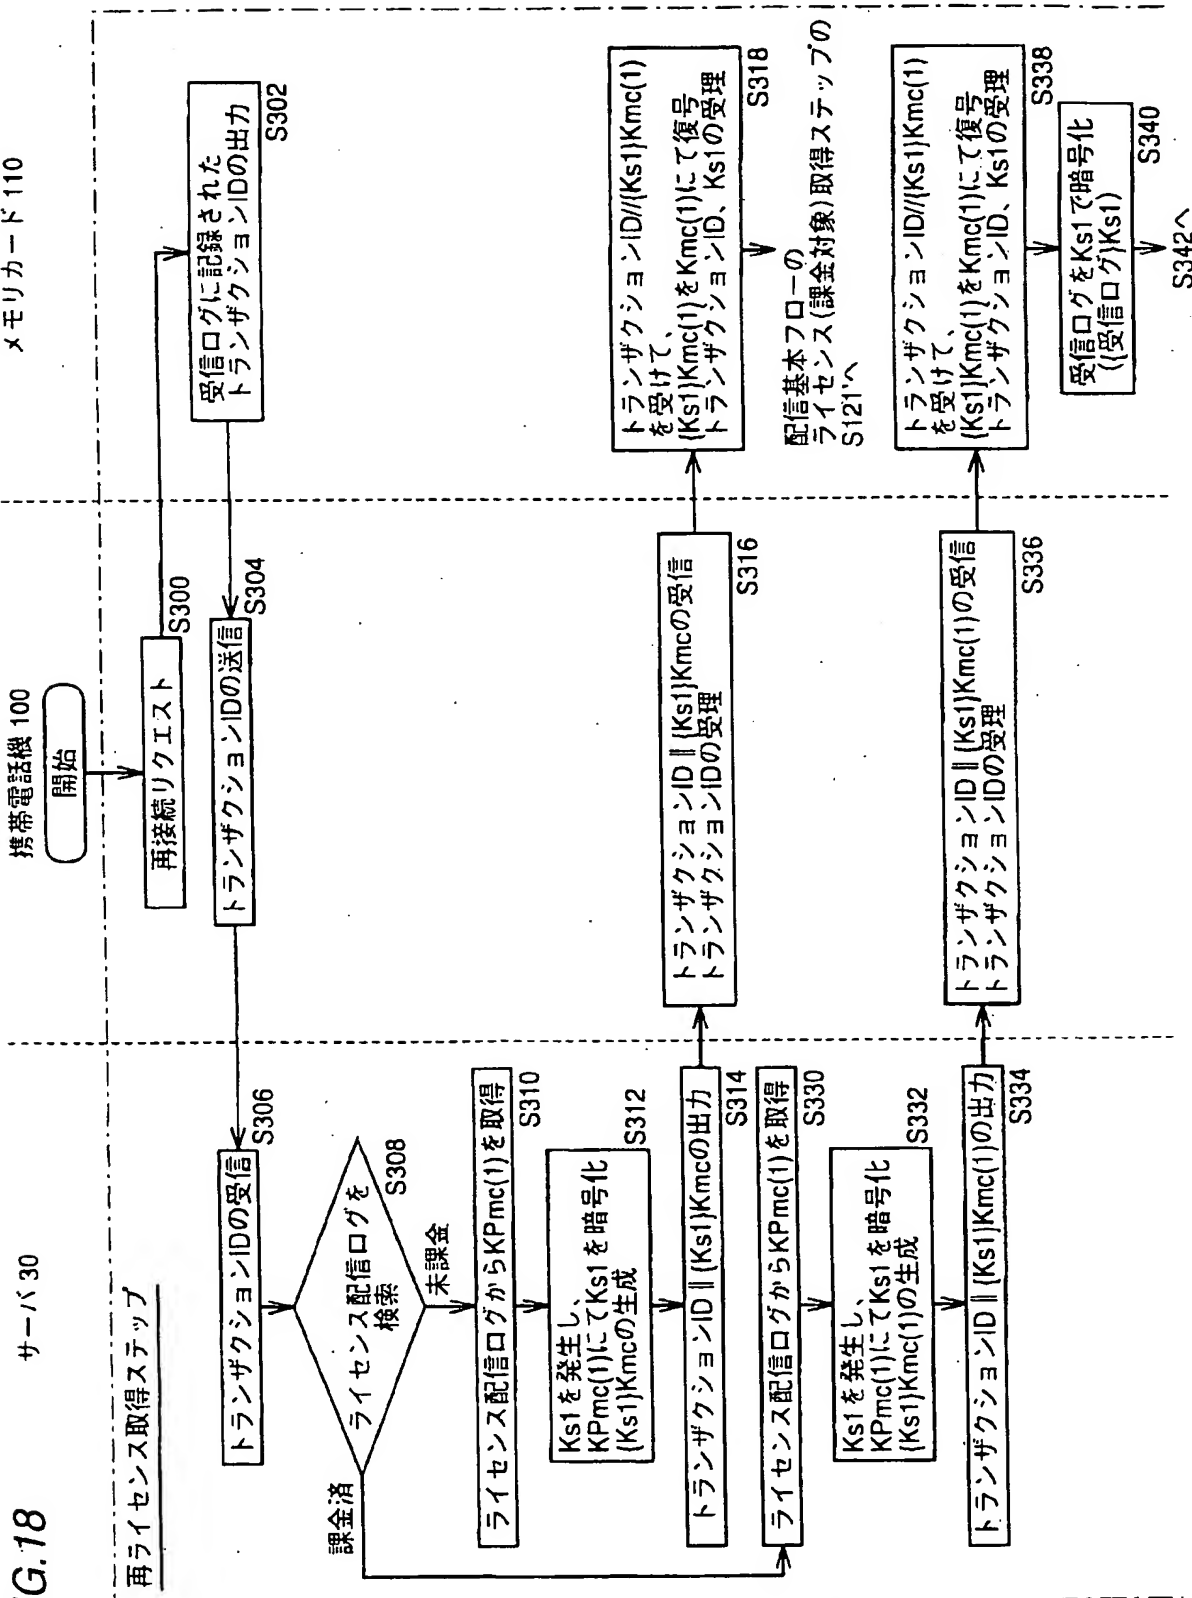 G.18
サーバ 30
携帯電話機 100
メモリカード 110
再ライセンス取得ステップ
開始
再接続リクエスト
S300
受信ログに記録された
トランザクションIDの出力
S302
トランザクションIDの送信
S304
トランザクションIDの受信
S306
ライセンス配信ログを
検索
S308
課金済
未課金
ライセンス配信ログからKPmc(1)を取得
S310
Ks1を発生し、
KPmc(1)にてKs1を暗号化
{Ks1}Kmcの生成
S312
トランザクションID‖{Ks1}Kmcの出力
S314
トランザクションID‖{Ks1}Kmcの受信
トランザクションIDの受理
S316
トランザクションID//{Ks1}Kmc(1)
を受けて、
{Ks1}Kmc(1)をKmc(1)にて復号
トランザクションID、Ks1の受理
S318
配信基本フローの
ライセンス(課金対象)取得ステップの
S121'へ
ライセンス配信ログからKPmc(1)を取得
S330
Ks1を発生し、
KPmc(1)にてKs1を暗号化
{Ks1}Kmc(1)の生成
S332
トランザクションID‖{Ks1}Kmc(1)の出力
S334
トランザクションID‖{Ks1}Kmc(1)の受信
トランザクションIDの受理
S336
トランザクションID//{Ks1}Kmc(1)
を受けて、
{Ks1}Kmc(1)をKmc(1)にて復号
トランザクションID、Ks1の受理
S338
受信ログをKs1で暗号化
({受信ログ}Ks1)
S340
S342へ